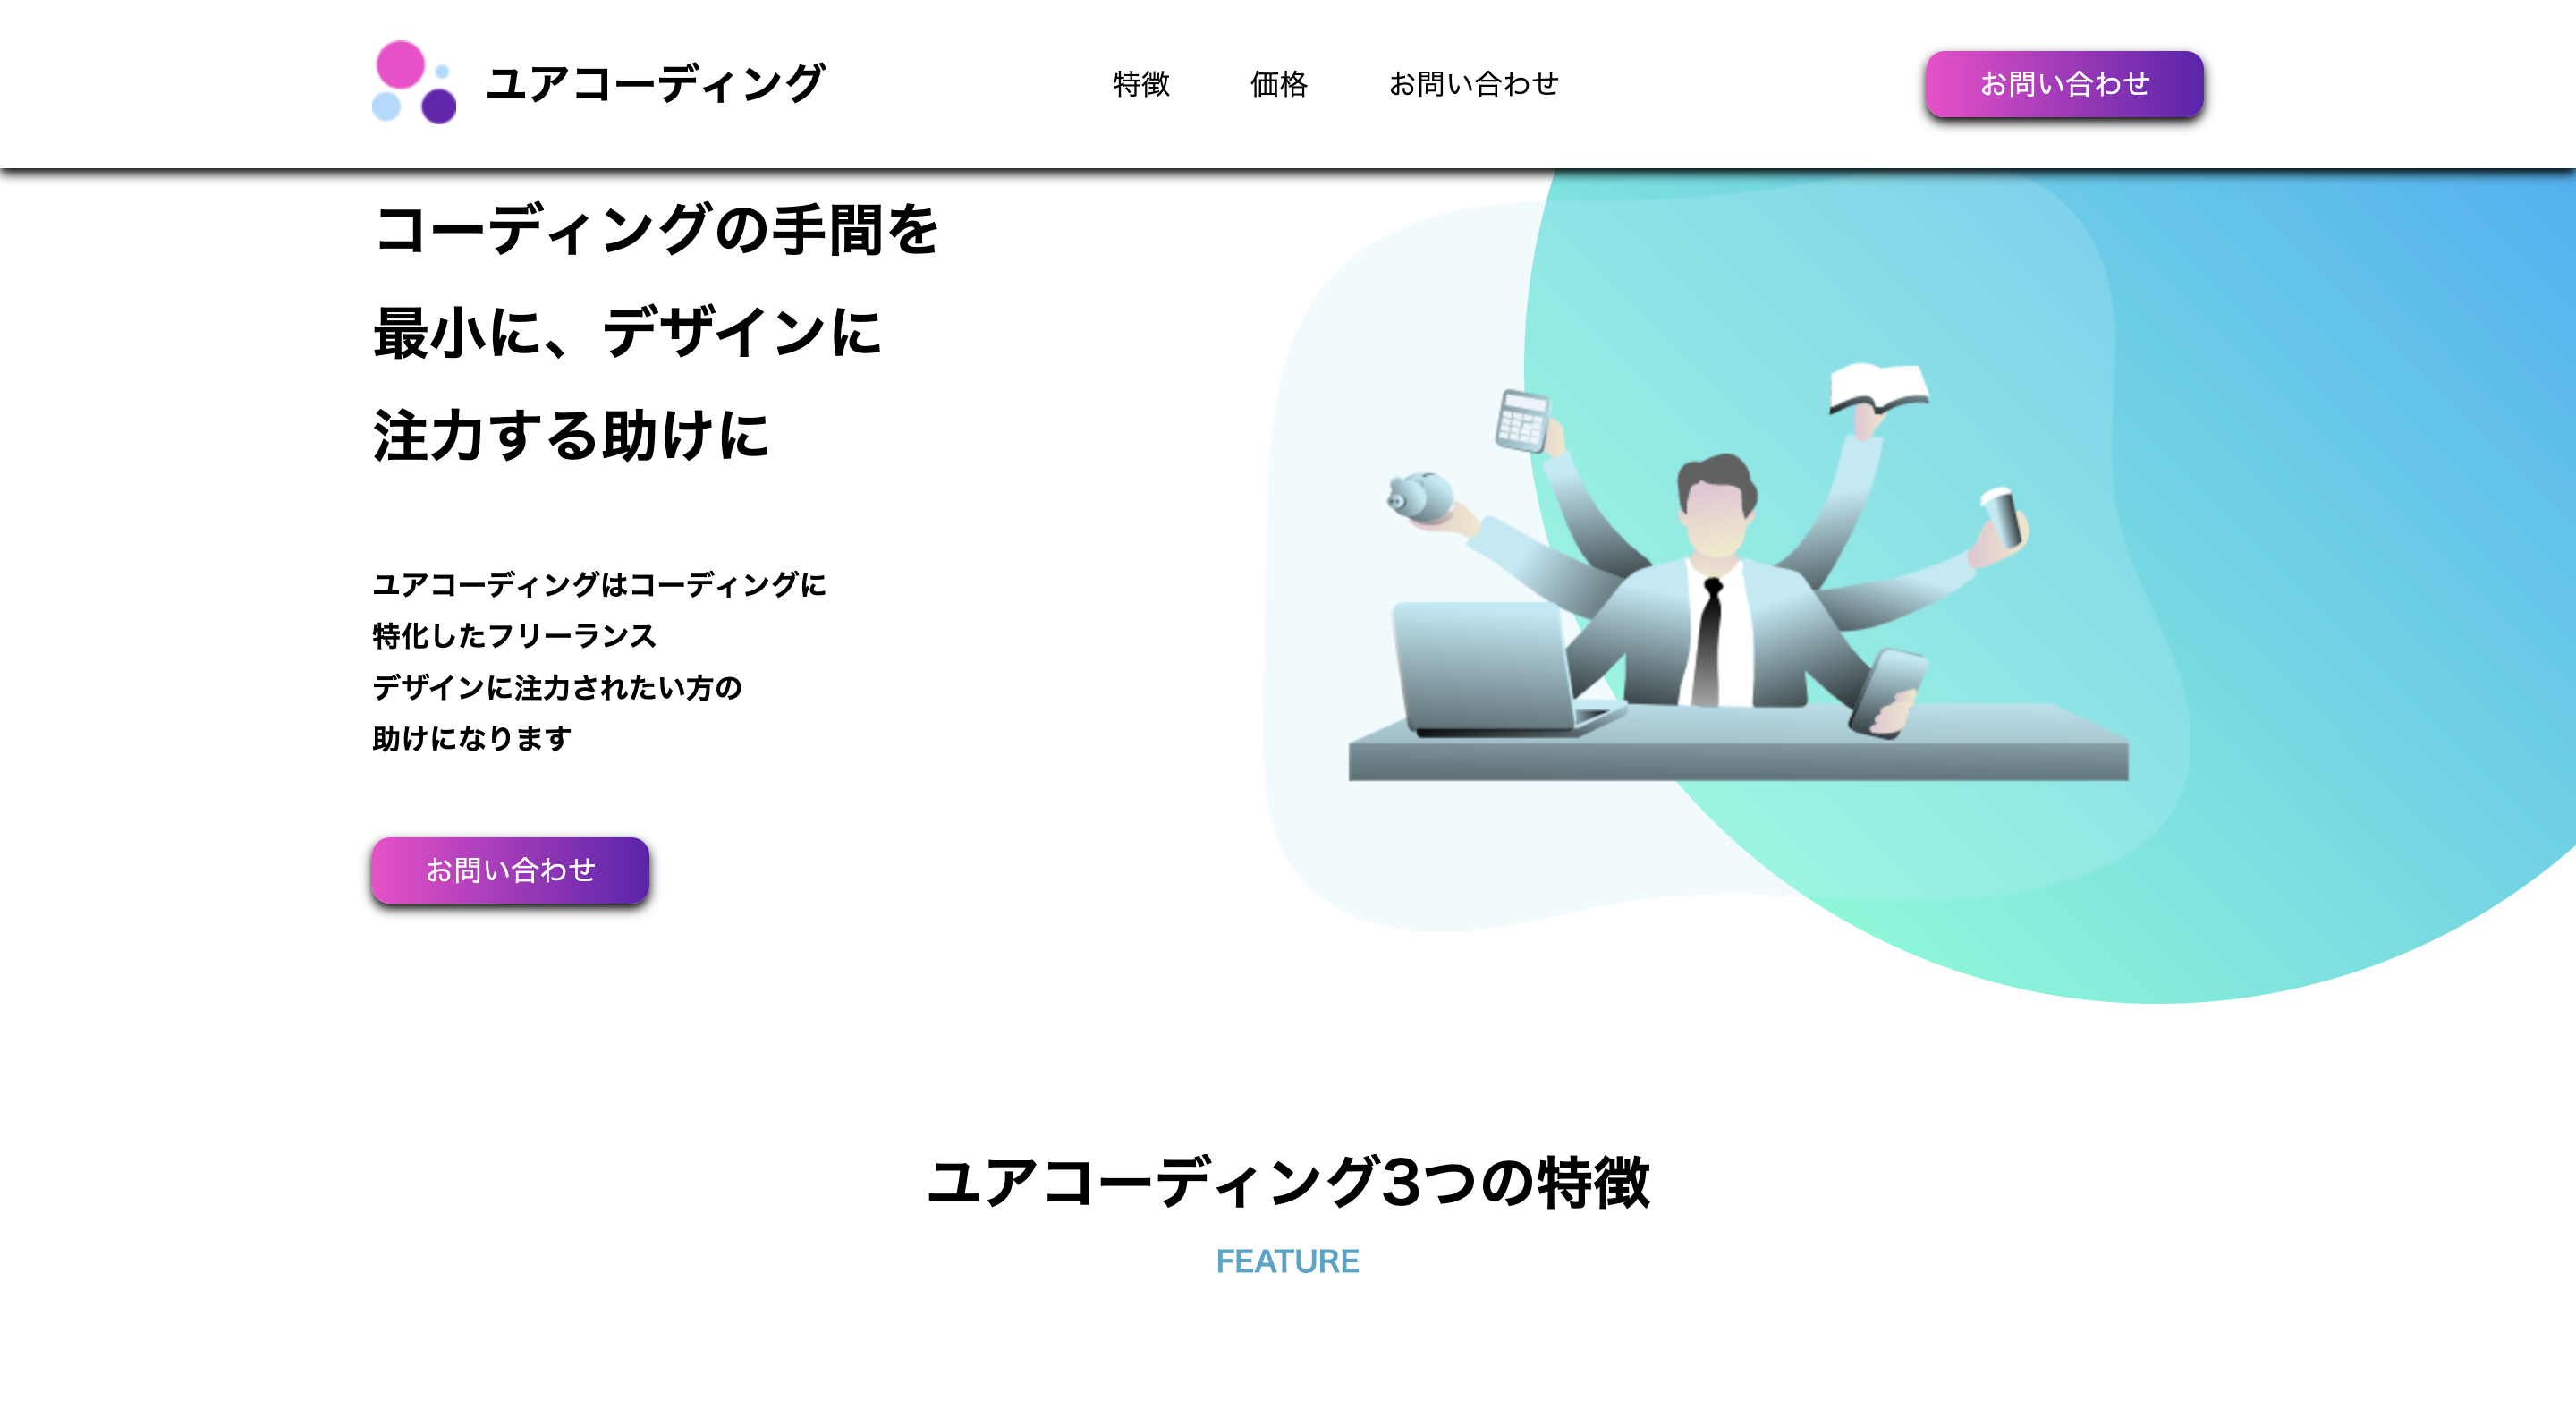 ユアコーディング
特徴
価格
お問い合わせ
お問い合わせ
コーディングの手間を
最小に、デザインに
注力する助けに
ユアコーディングはコーディングに
特化したフリーランス
デザインに注力されたい方の
助けになります
お問い合わせ
ユアコーディング3つの特徴
FEATURE